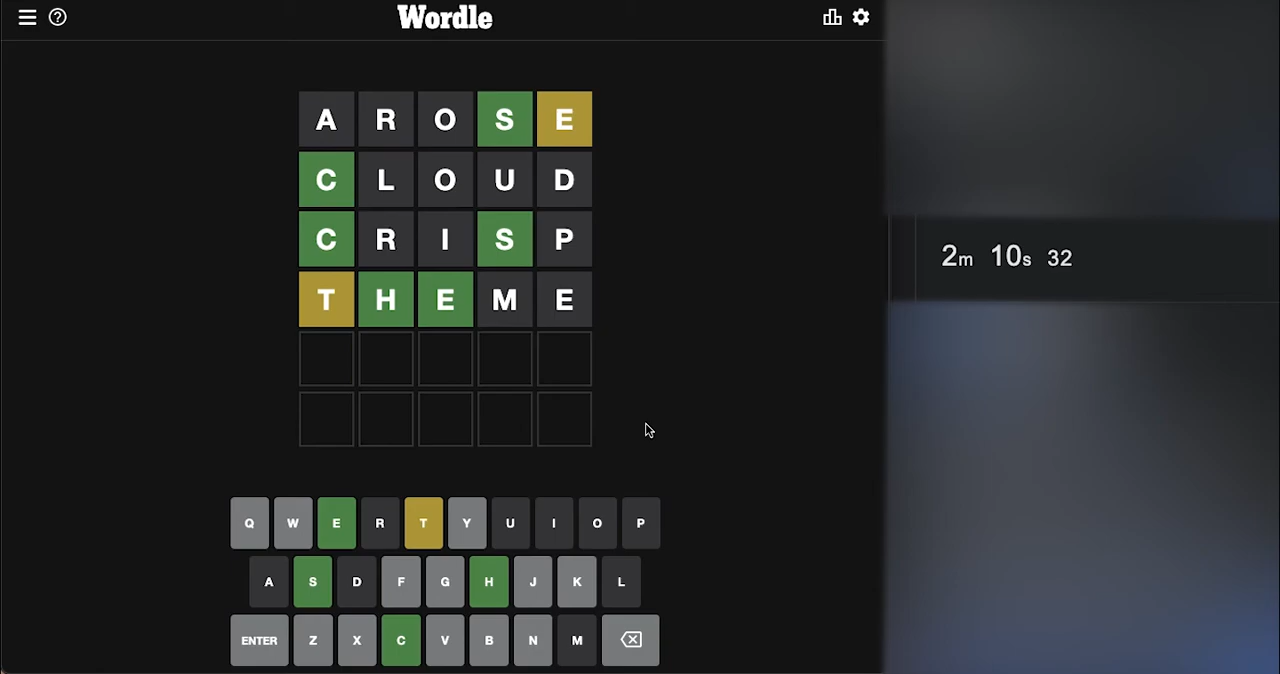 Wordle
A R O S E
C L O U D
2m 10s 32
C R I S P
T H E M E
Q W E R T Y U I O P
A S D F G H J K L
ENTER Z X C V B N M